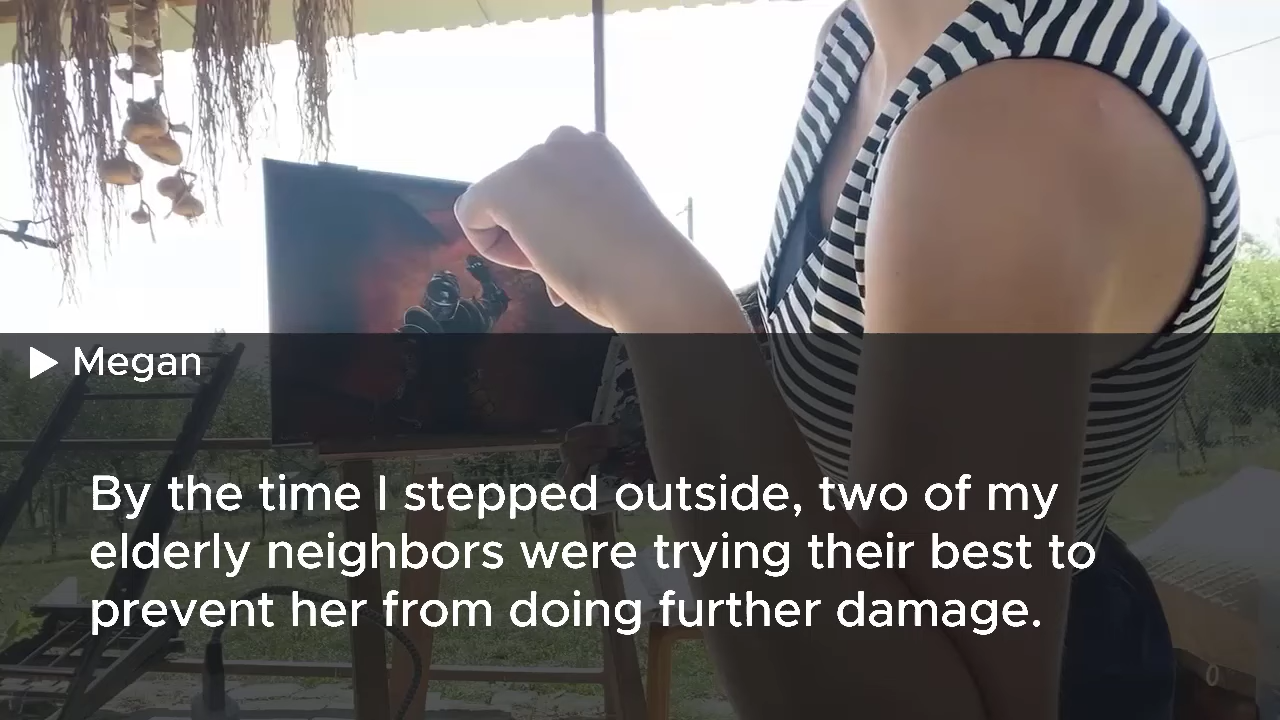 Megan
By the time I stepped outside, two of my
elderly neighbors were trying their best to
prevent her from doing further damage.